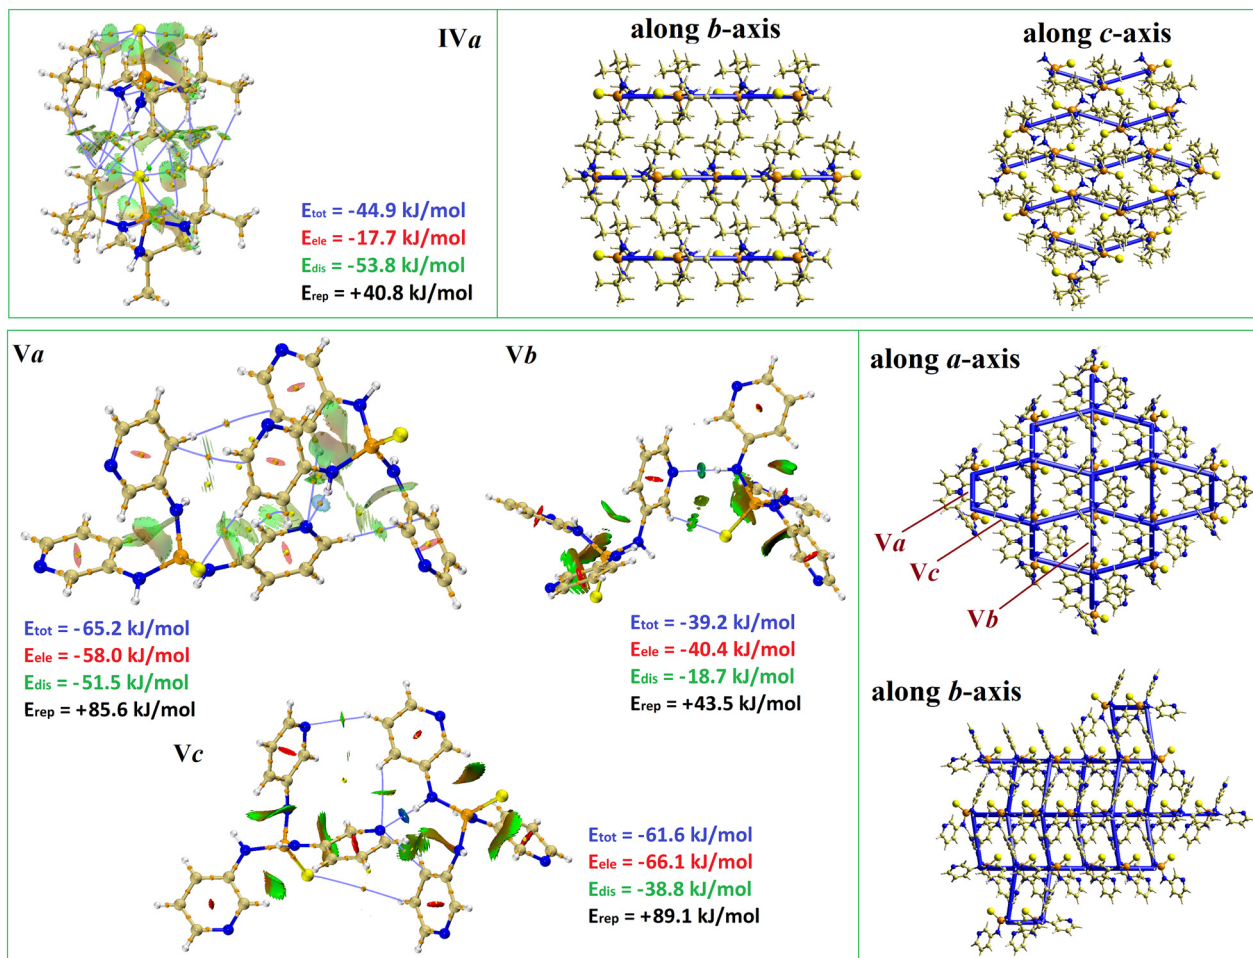 IVa
along b-axis
along c-axis
Etot = -44.9 kJ/mol
Eele = -17.7 kJ/mol
Edis = -53.8 kJ/mol
Erep = +40.8 kJ/mol
Va
Vb
along a-axis
Va
Vc
Vb
Etot = -65.2 kJ/mol
Eele = -58.0 kJ/mol
Edis = -51.5 kJ/mol
Erep = +85.6 kJ/mol
Etot = -39.2 kJ/mol
Eele = -40.4 kJ/mol
Edis = -18.7 kJ/mol
Erep = +43.5 kJ/mol
along b-axis
Vc
Etot = -61.6 kJ/mol
Eele = -66.1 kJ/mol
Edis = -38.8 kJ/mol
Erep = +89.1 kJ/mol